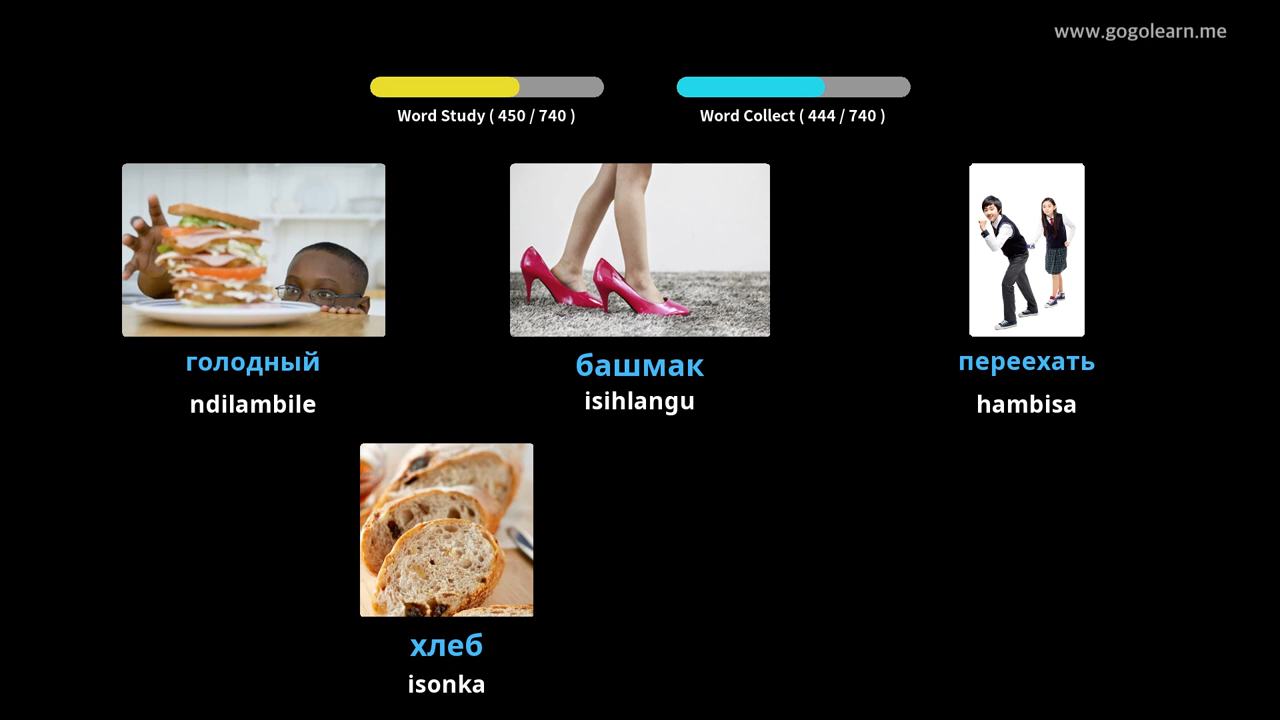 www.gogolearn.me
Word Study ( 450 / 740 )
Word Collect ( 444 / 740 )
голодный
ndilambile
башмак
isihlangu
переехать
hambisa
хлеб
isonka